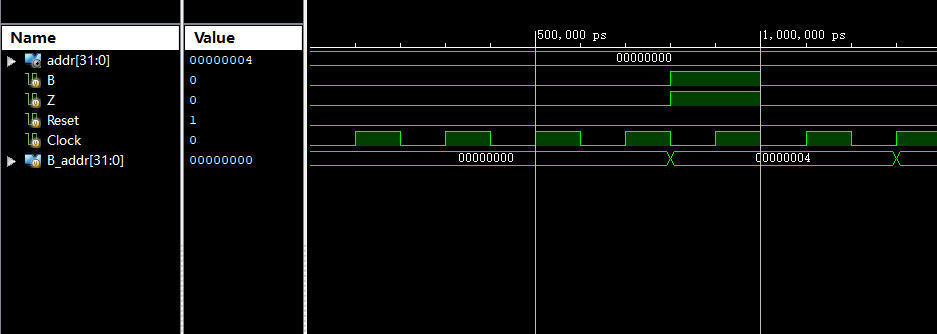 Name Value
500,000 ps 1,000,000 ps
addr[31:0] 00000004 00000000
B 0
Z 0
Reset 1
Clock 0
B_addr[31:0] 00000000 00000000 00000004